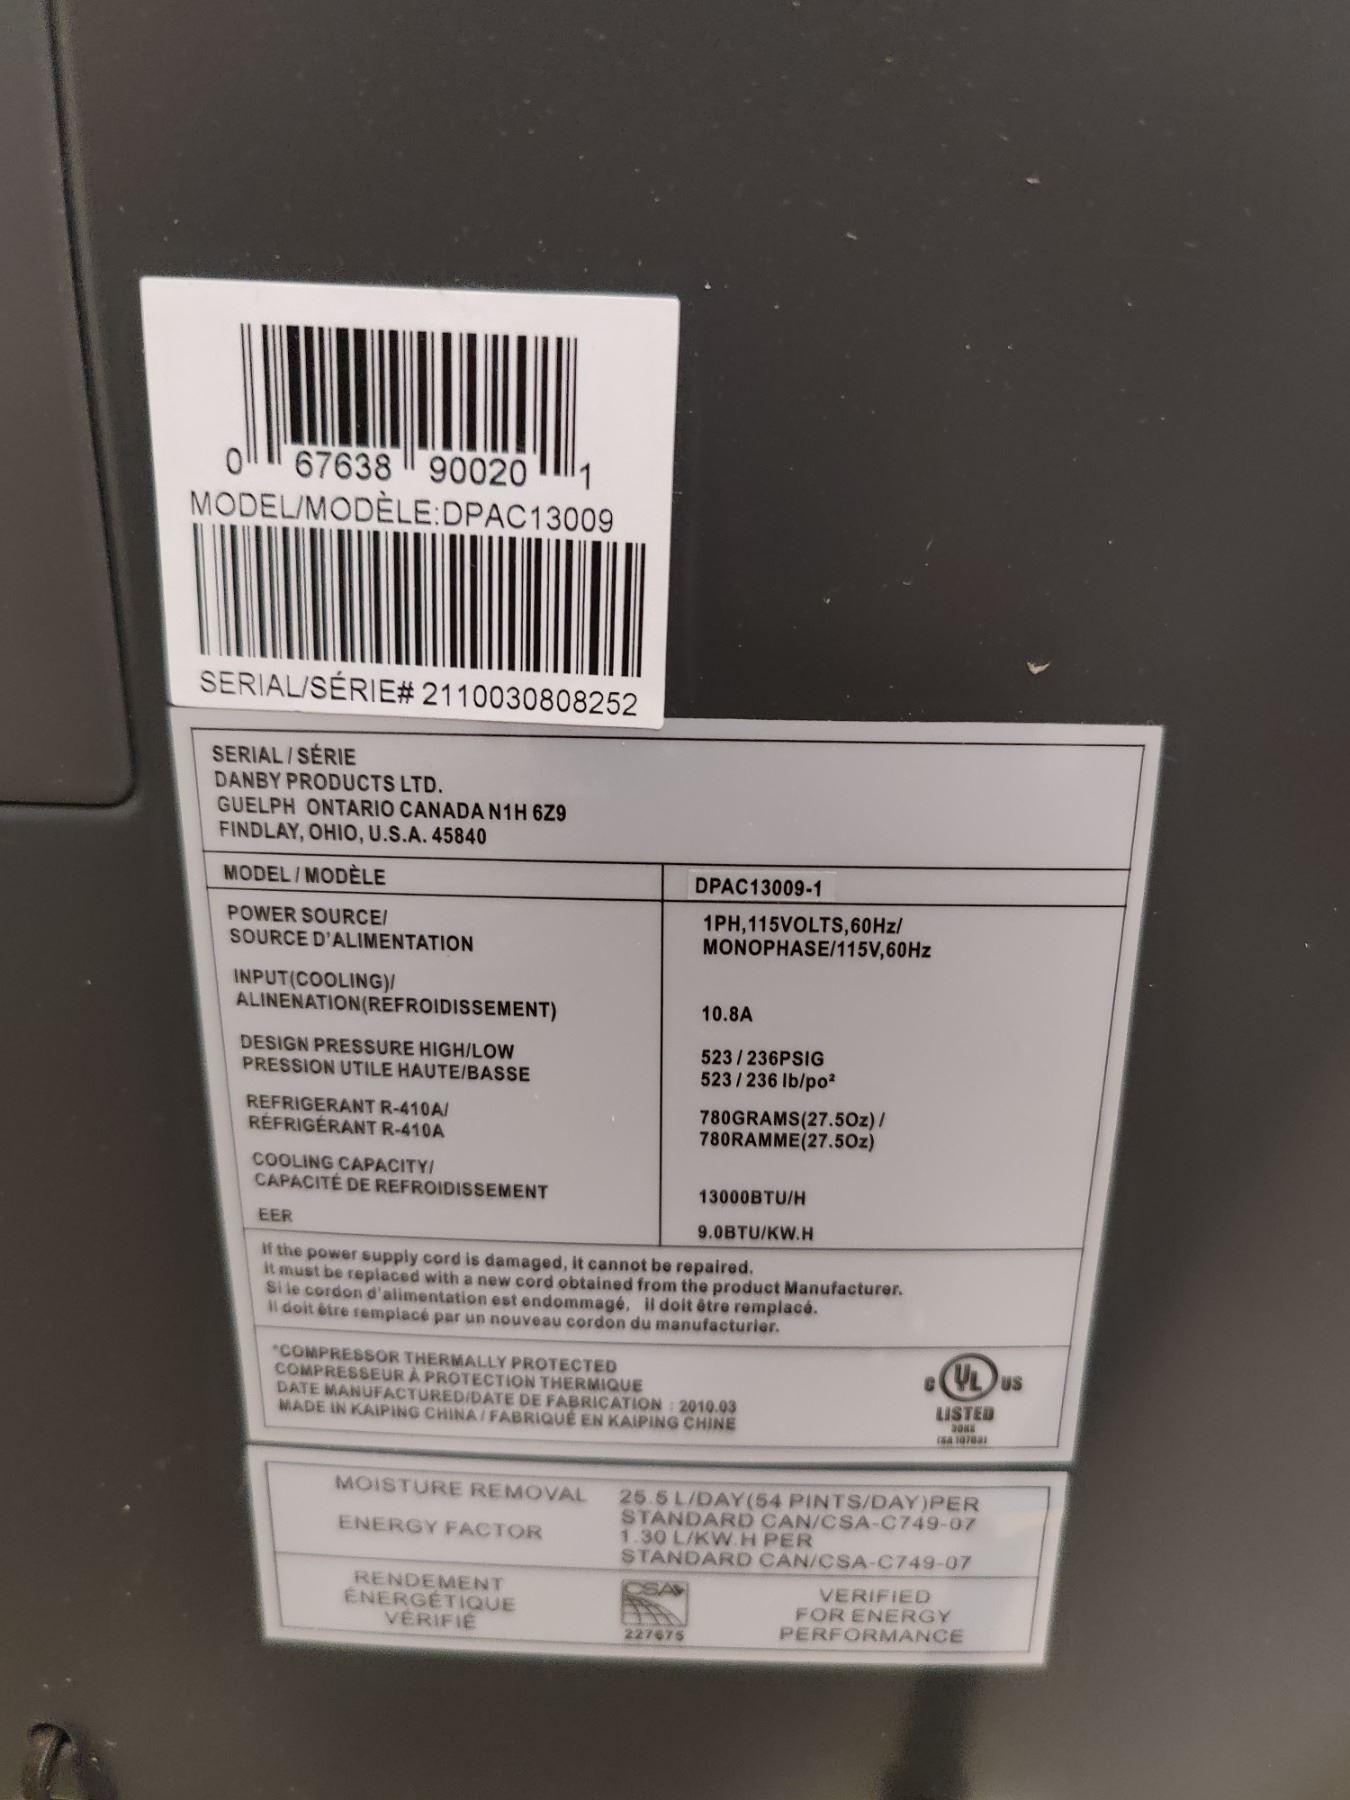 0 67638 90020 1
MODEL/MODÈLE:DPAC13009
SERIAL/SÉRIE# 2110030808252
SERIAL / SÉRIE
DANBY PRODUCTS LTD.
GUELPH ONTARIO CANADA N1H 6Z9
FINDLAY, OHIO, U.S.A. 45840
MODEL / MODÈLE DPAC13009-1
POWER SOURCE/ 1PH,115VOLTS,60Hz/
SOURCE D'ALIMENTATION MONOPHASE/115V,60Hz
INPUT(COOLING)/
ALINENATION(REFROIDISSEMENT) 10.8A
DESIGN PRESSURE HIGH/LOW 523 / 236PSIG
PRESSION UTILE HAUTE/BASSE 523 / 236 lb/po²
REFRIGERANT R-410A/ 780GRAMS(27.5Oz) /
RÉFRIGÉRANT R-410A 780RAMME(27.5Oz)
COOLING CAPACITY/
CAPACITÉ DE REFROIDISSEMENT 13000BTU/H
EER 9.0BTU/KW.H
If the power supply cord is damaged, it cannot be repaired.
It must be replaced with a new cord obtained from the product Manufacturer.
Si le cordon d'alimentation est endommagé, il doit être remplacé.
Il doit être remplacé par un nouveau cordon du manufacturier.
*COMPRESSOR THERMALLY PROTECTED
COMPRESSEUR À PROTECTION THERMIQUE
DATE MANUFACTURED/DATE DE FABRICATION : 2010.03
MADE IN KAIPING CHINA / FABRIQUÉ EN KAIPING CHINE
C UL US
LISTED
MOISTURE REMOVAL 25.5 L/DAY(54 PINTS/DAY)PER
STANDARD CAN/CSA-C749-07
ENERGY FACTOR 1.30 L/KW.H PER
STANDARD CAN/CSA-C749-07
RENDEMENT
ÉNERGÉTIQUE
VÉRIFIÉ
CSA
227675
VERIFIED
FOR ENERGY
PERFORMANCE